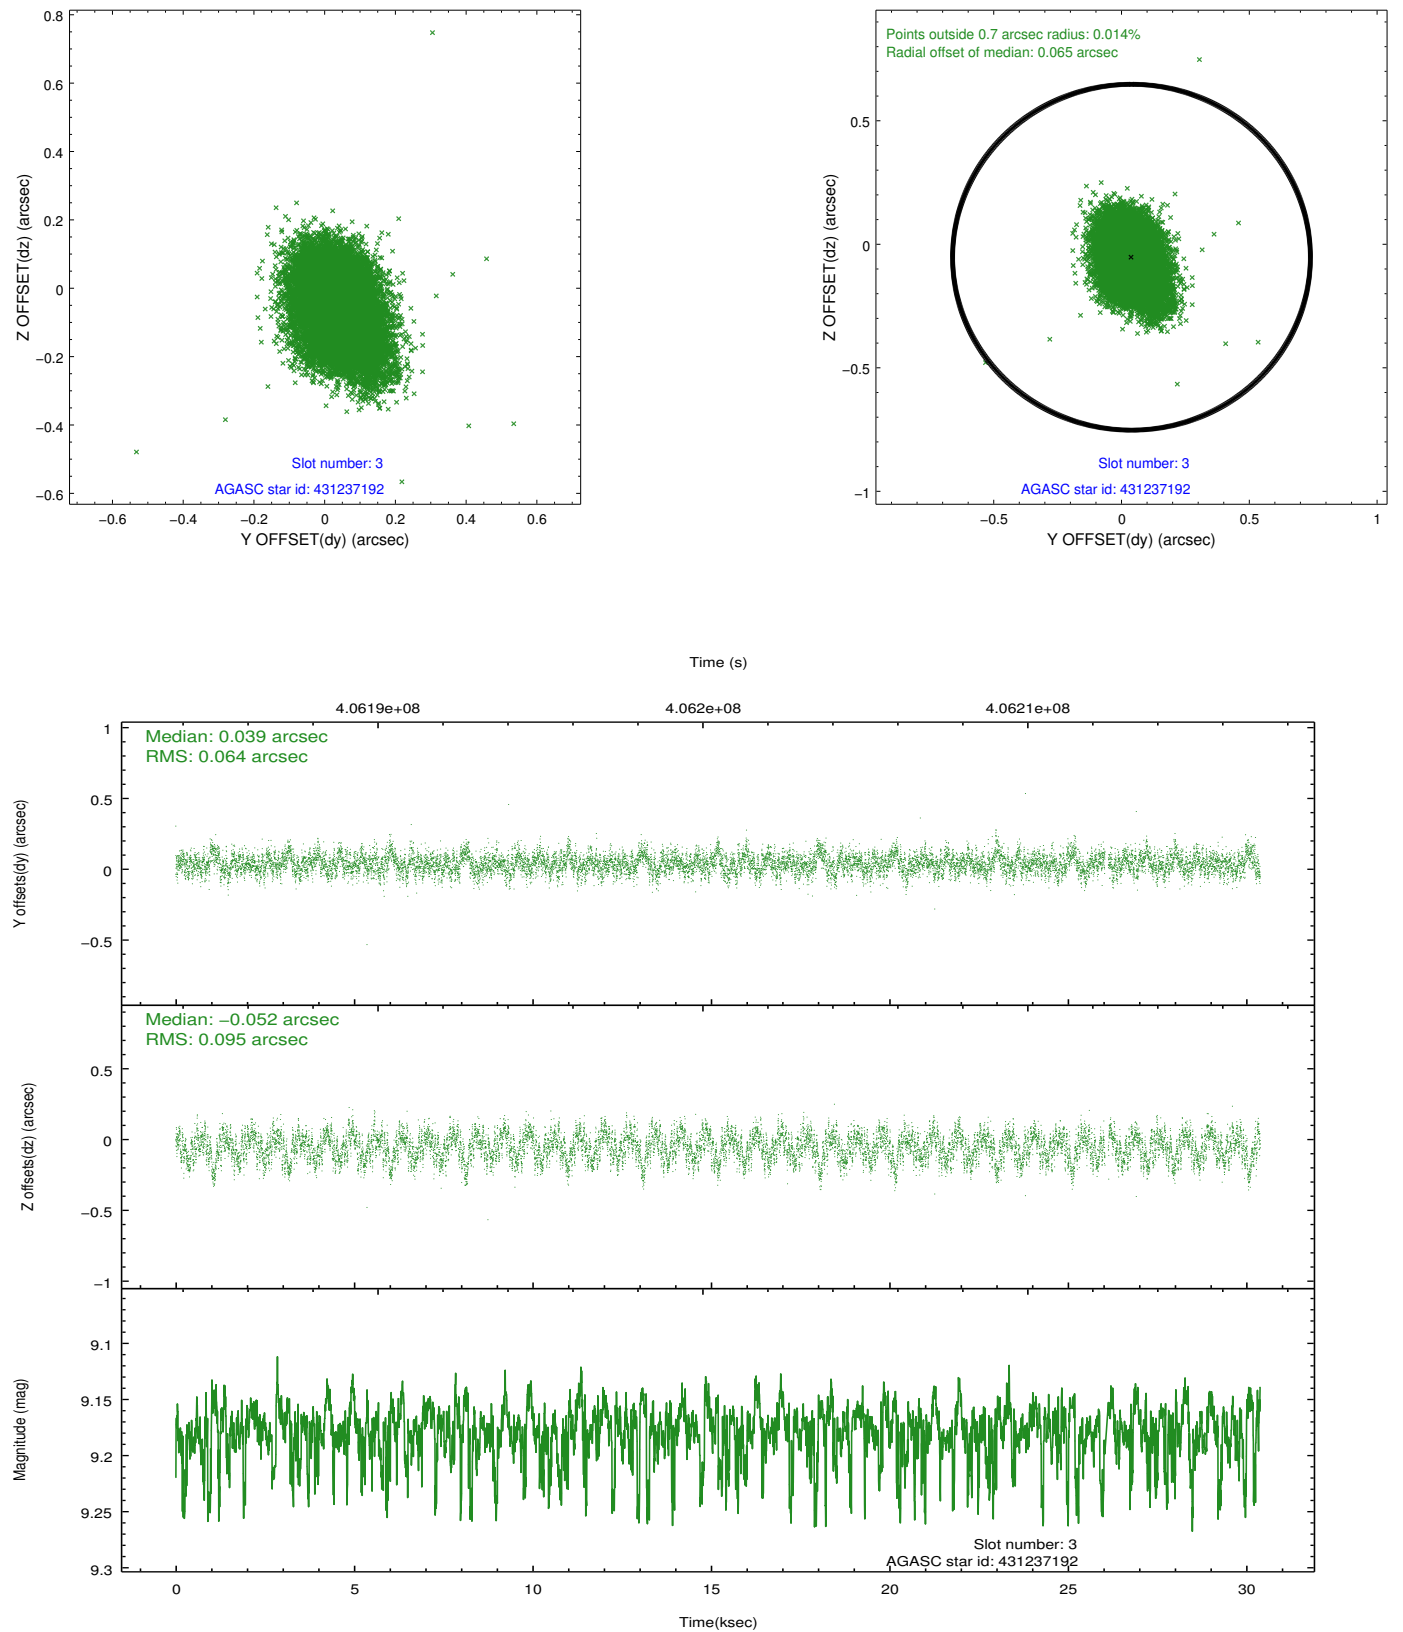 0.8
0.6
0.4
0.2
0
−0.2
−0.4
−0.6
Z OFFSET(dz) (arcsec)
Slot number: 3
AGASC star id: 431237192
−0.6 −0.4 −0.2 0 0.2 0.4 0.6
Y OFFSET(dy) (arcsec)
Points outside 0.7 arcsec radius: 0.014%
Radial offset of median: 0.065 arcsec
0.5
0
−0.5
−1
Z OFFSET(dz) (arcsec)
Slot number: 3
AGASC star id: 431237192
−0.5 0 0.5 1
Y OFFSET(dy) (arcsec)
Time (s)
4.0619e+08 4.062e+08 4.0621e+08
Median: 0.039 arcsec
RMS: 0.064 arcsec
1
0.5
0
−0.5
Y offsets(dy) (arcsec)
Median: −0.052 arcsec
RMS: 0.095 arcsec
0.5
0
−0.5
−1
Z offsets(dz) (arcsec)
9.1
9.15
9.2
9.25
9.3
Magnitude (mag)
Slot number: 3
AGASC star id: 431237192
0 5 10 15 20 25 30
Time(ksec)